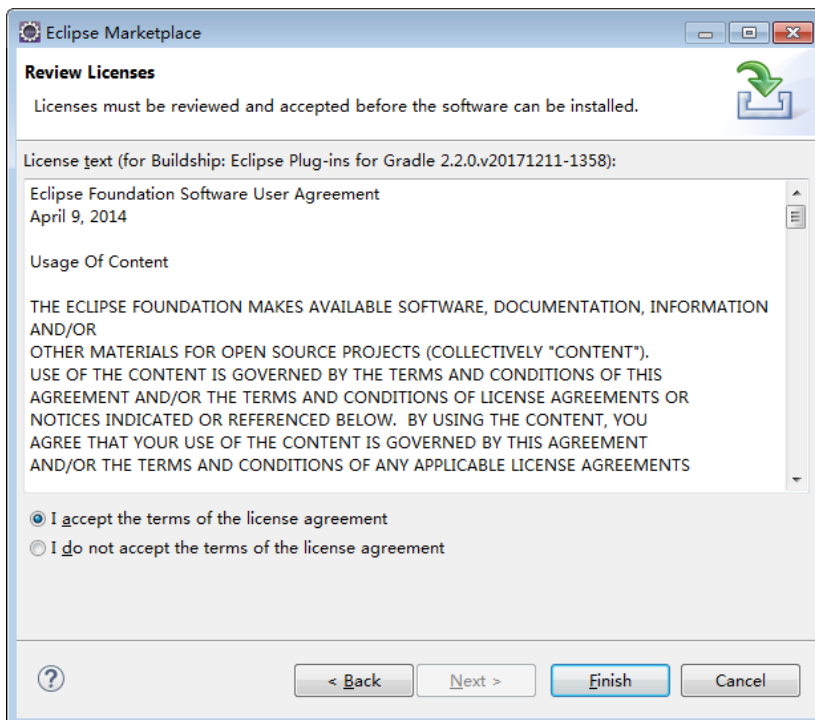 Eclipse Marketplace
Review Licenses
Licenses must be reviewed and accepted before the software can be installed.
License text (for Buildship: Eclipse Plug-ins for Gradle 2.2.0.v20171211-1358):
Eclipse Foundation Software User Agreement
April 9, 2014
Usage Of Content
THE ECLIPSE FOUNDATION MAKES AVAILABLE SOFTWARE, DOCUMENTATION, INFORMATION
AND/OR
OTHER MATERIALS FOR OPEN SOURCE PROJECTS (COLLECTIVELY "CONTENT").
USE OF THE CONTENT IS GOVERNED BY THE TERMS AND CONDITIONS OF THIS
AGREEMENT AND/OR THE TERMS AND CONDITIONS OF LICENSE AGREEMENTS OR
NOTICES INDICATED OR REFERENCED BELOW.  BY USING THE CONTENT, YOU
AGREE THAT YOUR USE OF THE CONTENT IS GOVERNED BY THIS AGREEMENT
AND/OR THE TERMS AND CONDITIONS OF ANY APPLICABLE LICENSE AGREEMENTS
I accept the terms of the license agreement
I do not accept the terms of the license agreement
? < Back Next > Finish Cancel